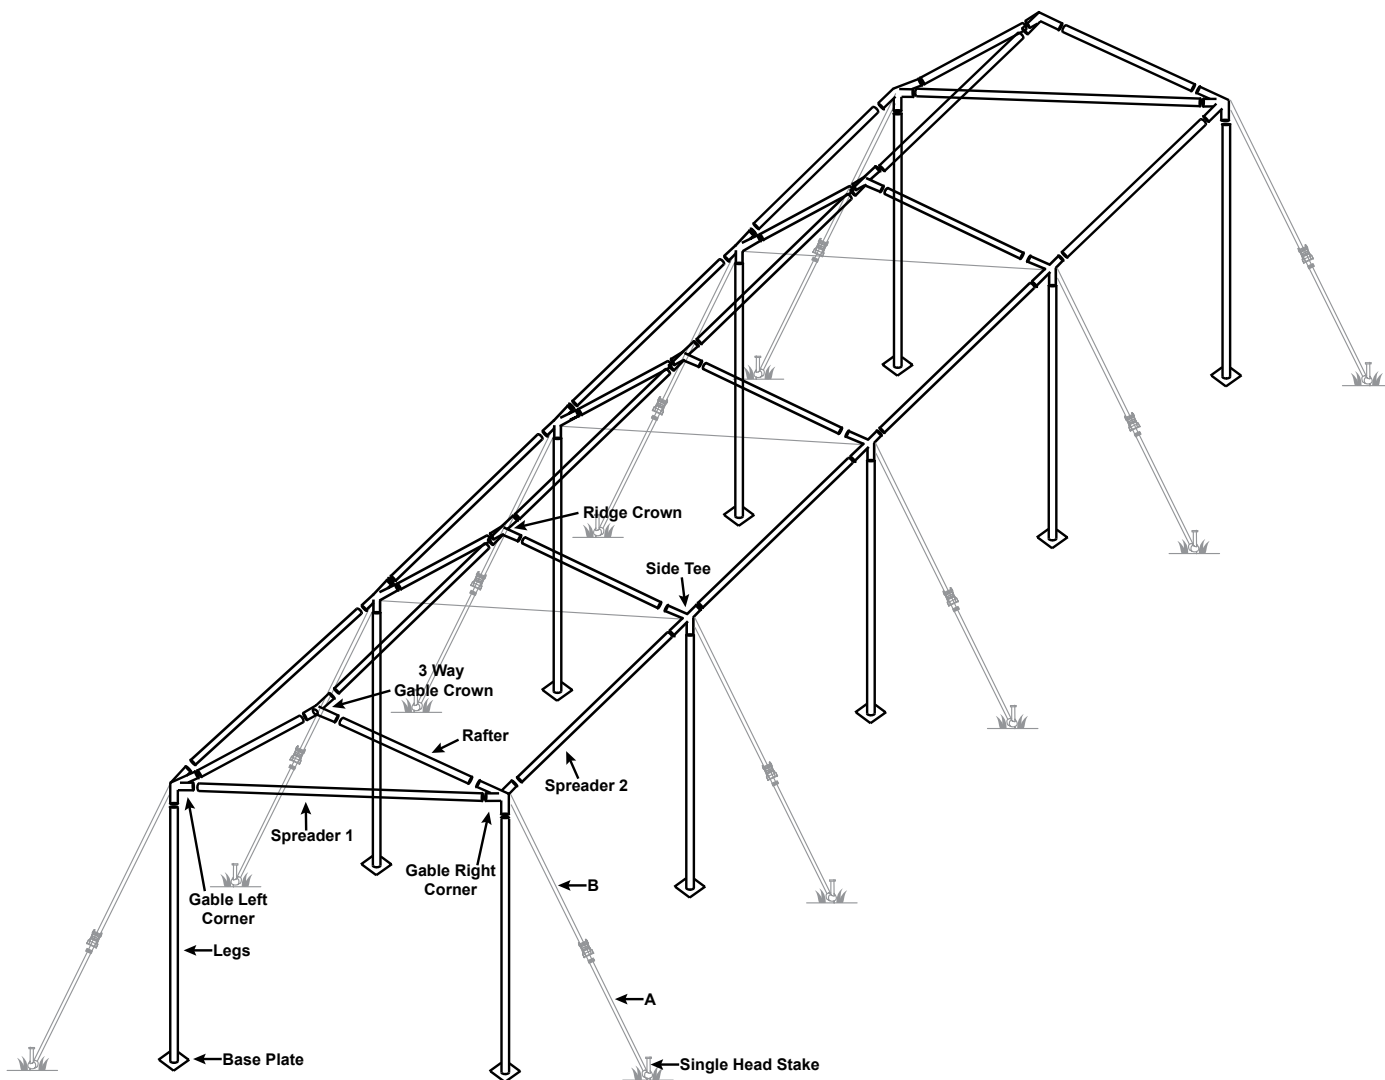 Ridge Crown
Side Tee
3 Way
Gable Crown
Rafter
Spreader 2
Spreader 1
Gable Right
Corner
Gable Left
Corner
B
Legs
A
Base Plate
Single Head Stake